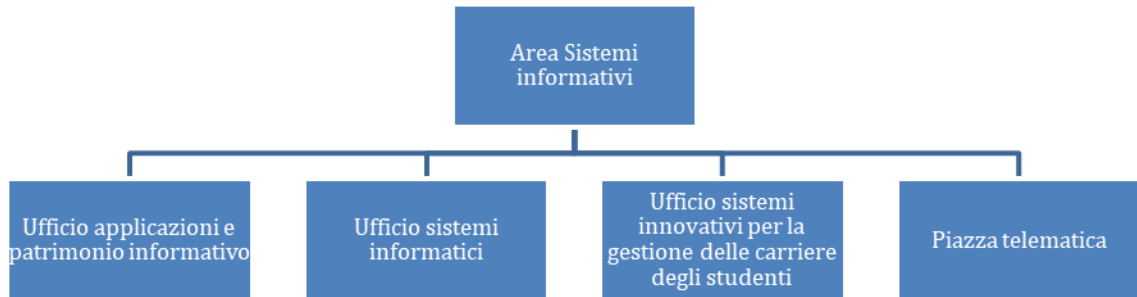 Area Sistemi
informativi
Ufficio applicazioni e
patrimonio informativo
Ufficio sistemi
informatici
Ufficio sistemi
innovativi per la
gestione delle carriere
degli studenti
Piazza telematica